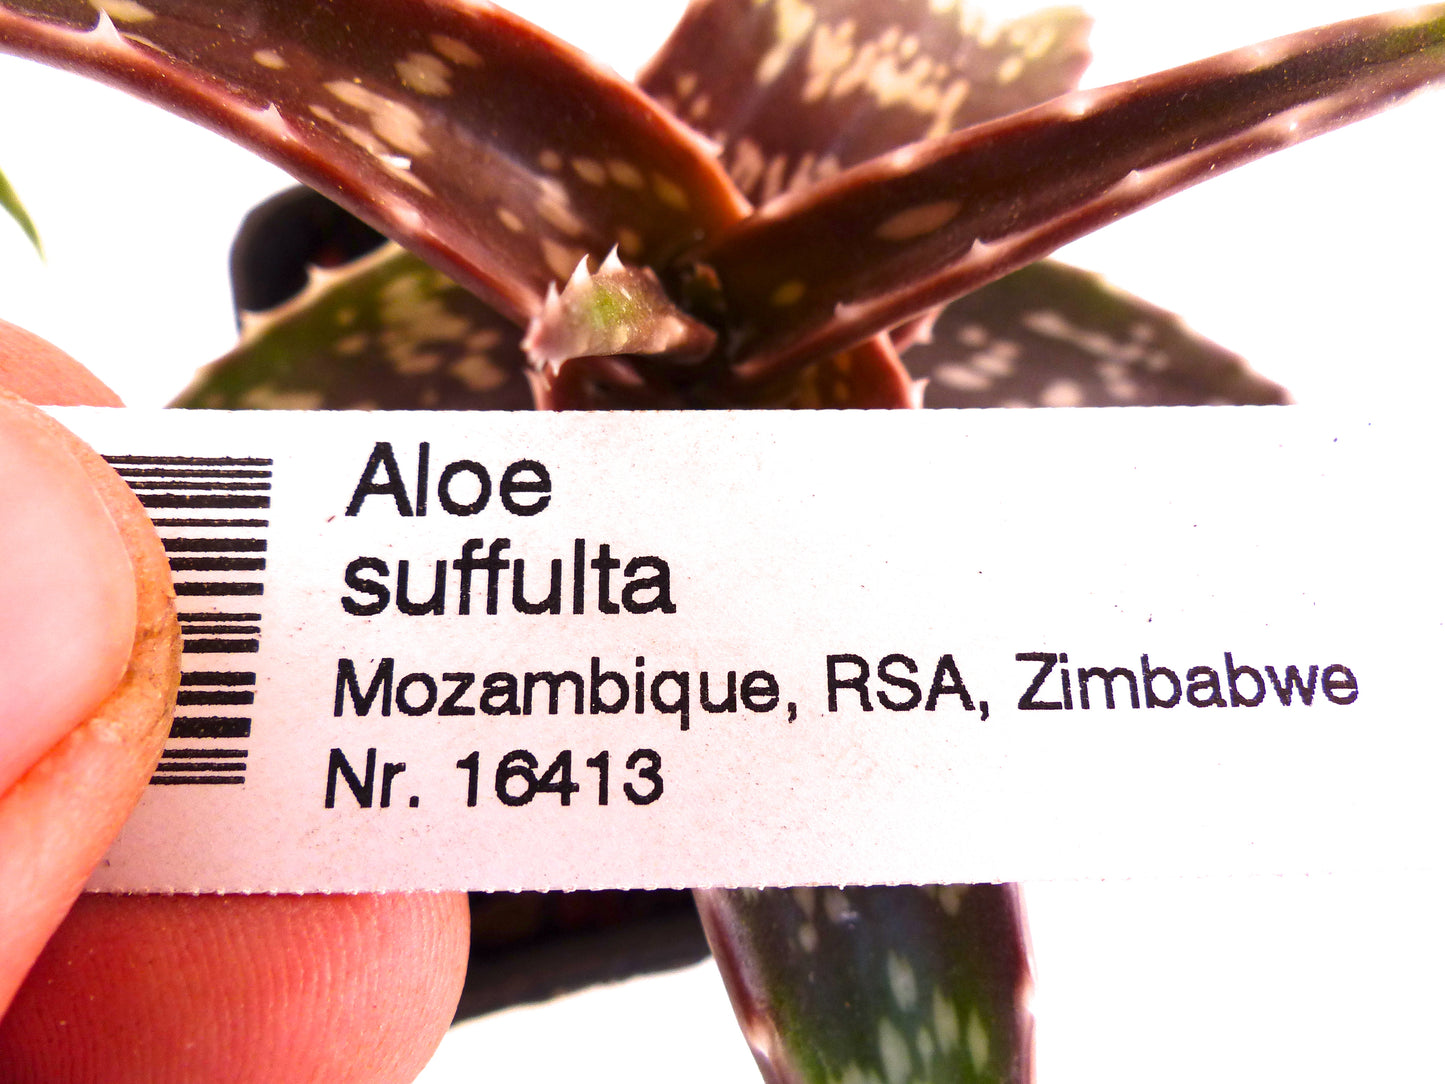 Aloe
suffulta
Mozambique, RSA, Zimbabwe
Nr. 16413